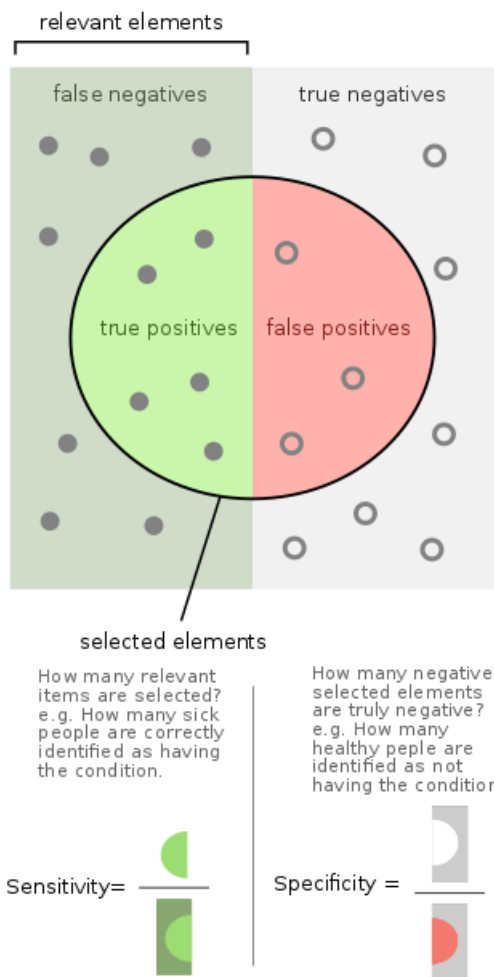 relevant elements
false negatives
true negatives
true positives
false positives
selected elements
How many relevant
items are selected?
e.g. How many sick
people are correctly
identified as having
the condition.
How many negative
selected elements
are truly negative?
e.g. How many
healthy peple are
identified as not
having the condition
Sensitivity=
Specificity =